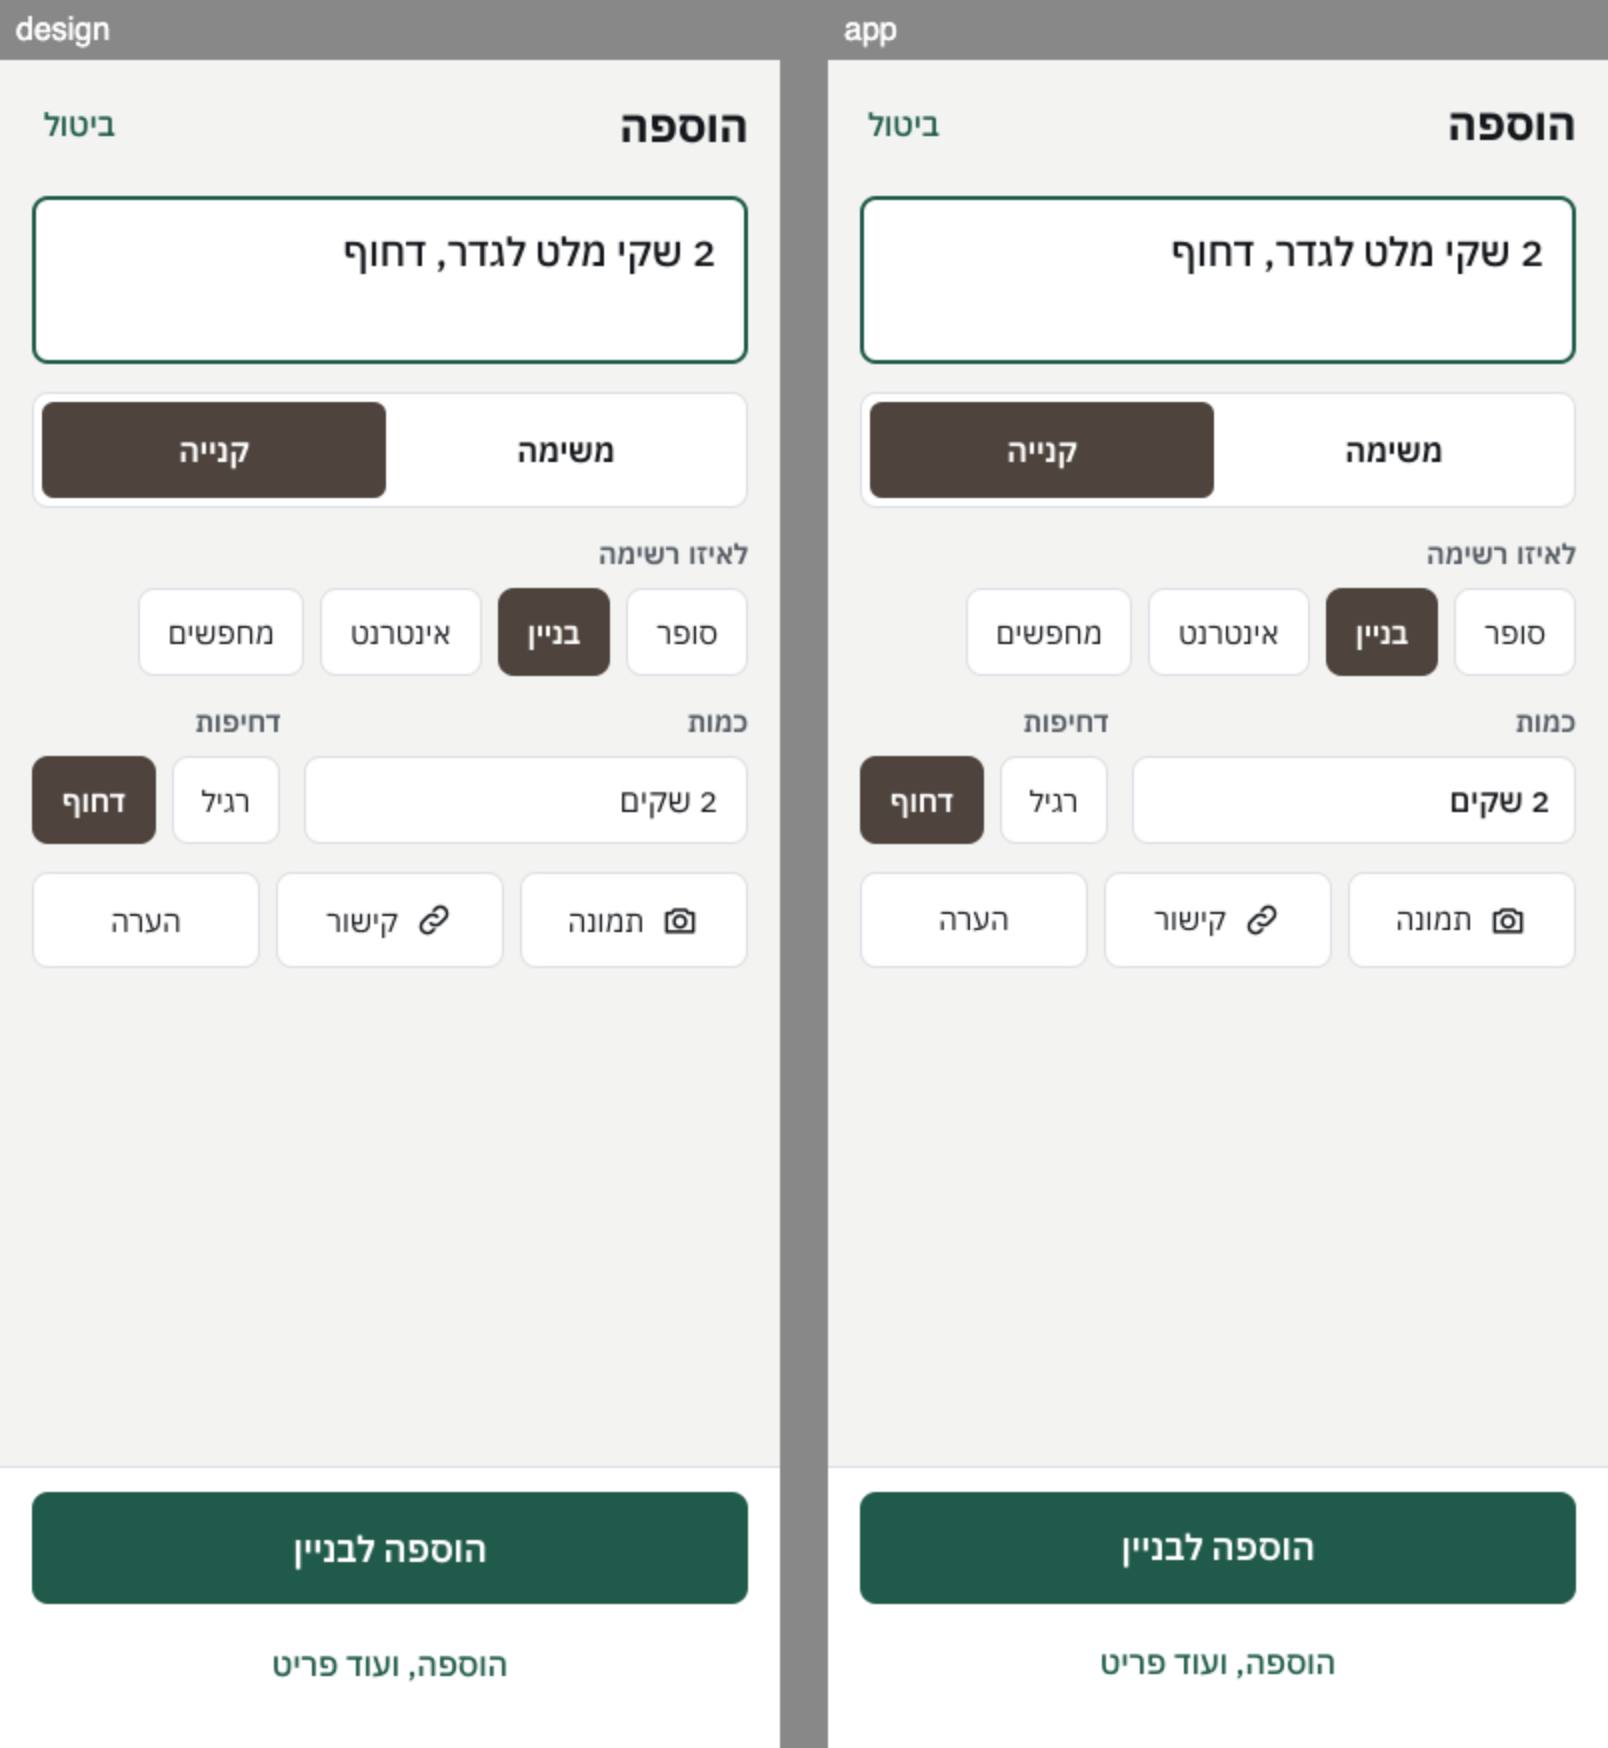 design
הוספה
ביטול
2 שקי מלט לגדר, דחוף
משימה
קנייה
לאיזו רשימה
סופר
בניין
אינטרנט
מחפשים
כמות
דחיפות
2 שקים
רגיל
דחוף
תמונה
קישור
הערה
הוספה לבניין
הוספה, ועוד פריט
app
הוספה
ביטול
2 שקי מלט לגדר, דחוף
משימה
קנייה
לאיזו רשימה
סופר
בניין
אינטרנט
מחפשים
כמות
דחיפות
2 שקים
רגיל
דחוף
תמונה
קישור
הערה
הוספה לבניין
הוספה, ועוד פריט